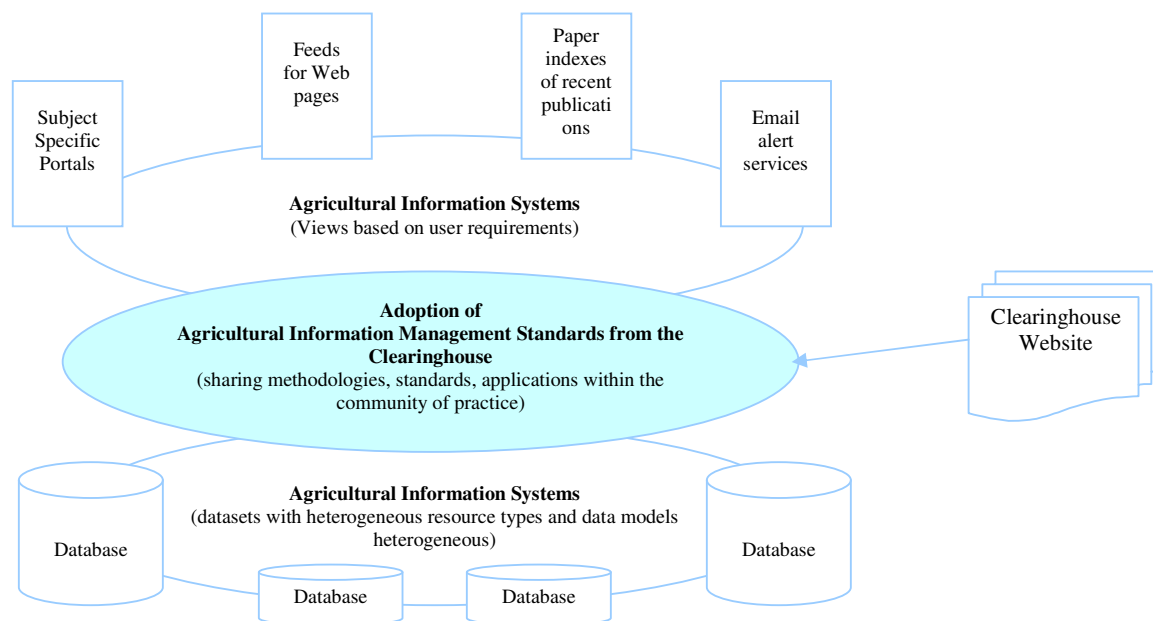 Subject
Specific
Portals
Feeds
for Web
pages
Paper
indexes
of recent
publicati
ons
Email
alert
services
Agricultural Information Systems
(Views based on user requirements)
Adoption of
Agricultural Information Management Standards from the
Clearinghouse
(sharing methodologies, standards, applications within the
community of practice)
Clearinghouse
Website
Agricultural Information Systems
(datasets with heterogeneous resource types and data models
heterogeneous)
Database
Database
Database
Database